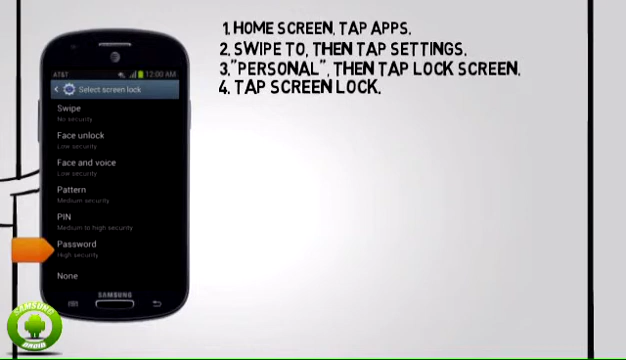 1. HOME SCREEN, TAP APPS.
2. SWIPE TO, THEN TAP SETTINGS.
3."PERSONAL", THEN TAP LOCK SCREEN.
4. TAP SCREEN LOCK.
AT&T 12:00 AM
Select screen lock
Swipe
No security
Face unlock
Low security
Face and voice
Low security
Pattern
Medium security
PIN
Medium to high security
Password
High security
None
SAMSUNG
SAMSUNG
ANDROID